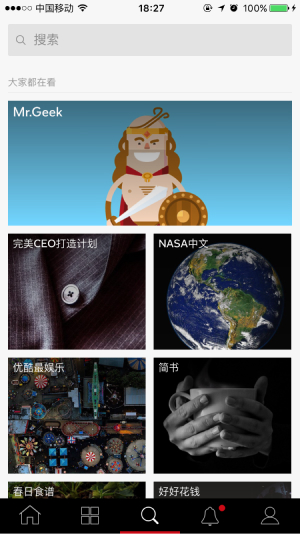 中国移动 18:27 100%
搜索
大家都在看
Mr.Geek
完美CEO打造计划 NASA中文
优酷最娱乐 简书
春日食谱 好好花钱